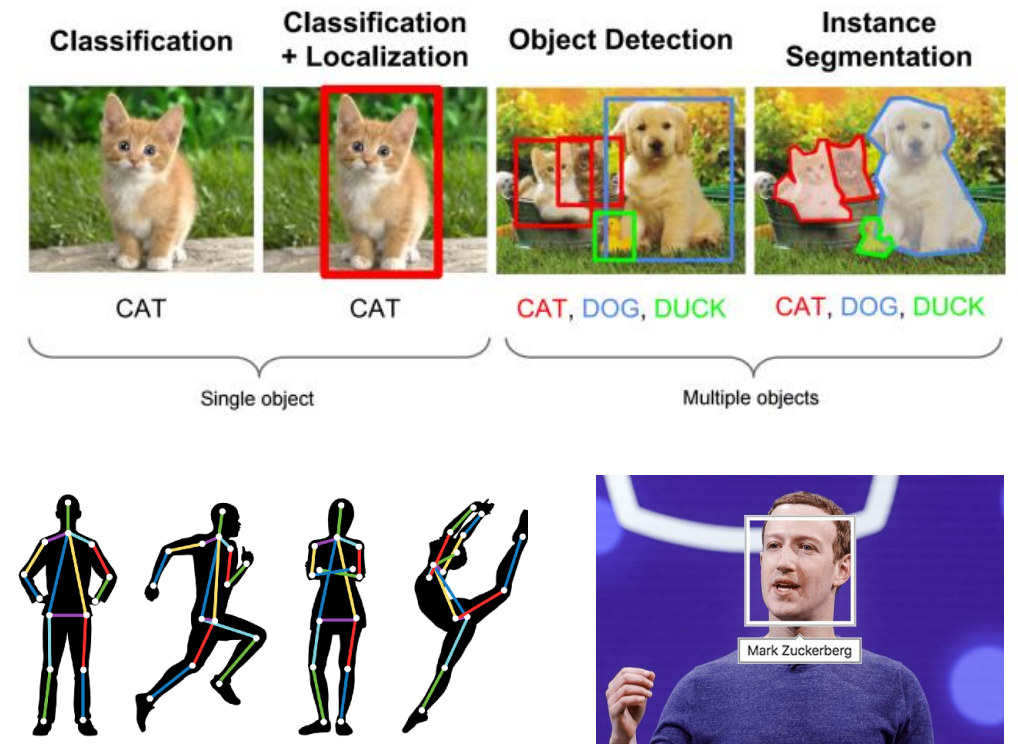 Classification
Classification
+ Localization
Object Detection
Instance
Segmentation
CAT
CAT
CAT, DOG, DUCK
CAT, DOG, DUCK
Single object
Multiple objects
Mark Zuckerberg